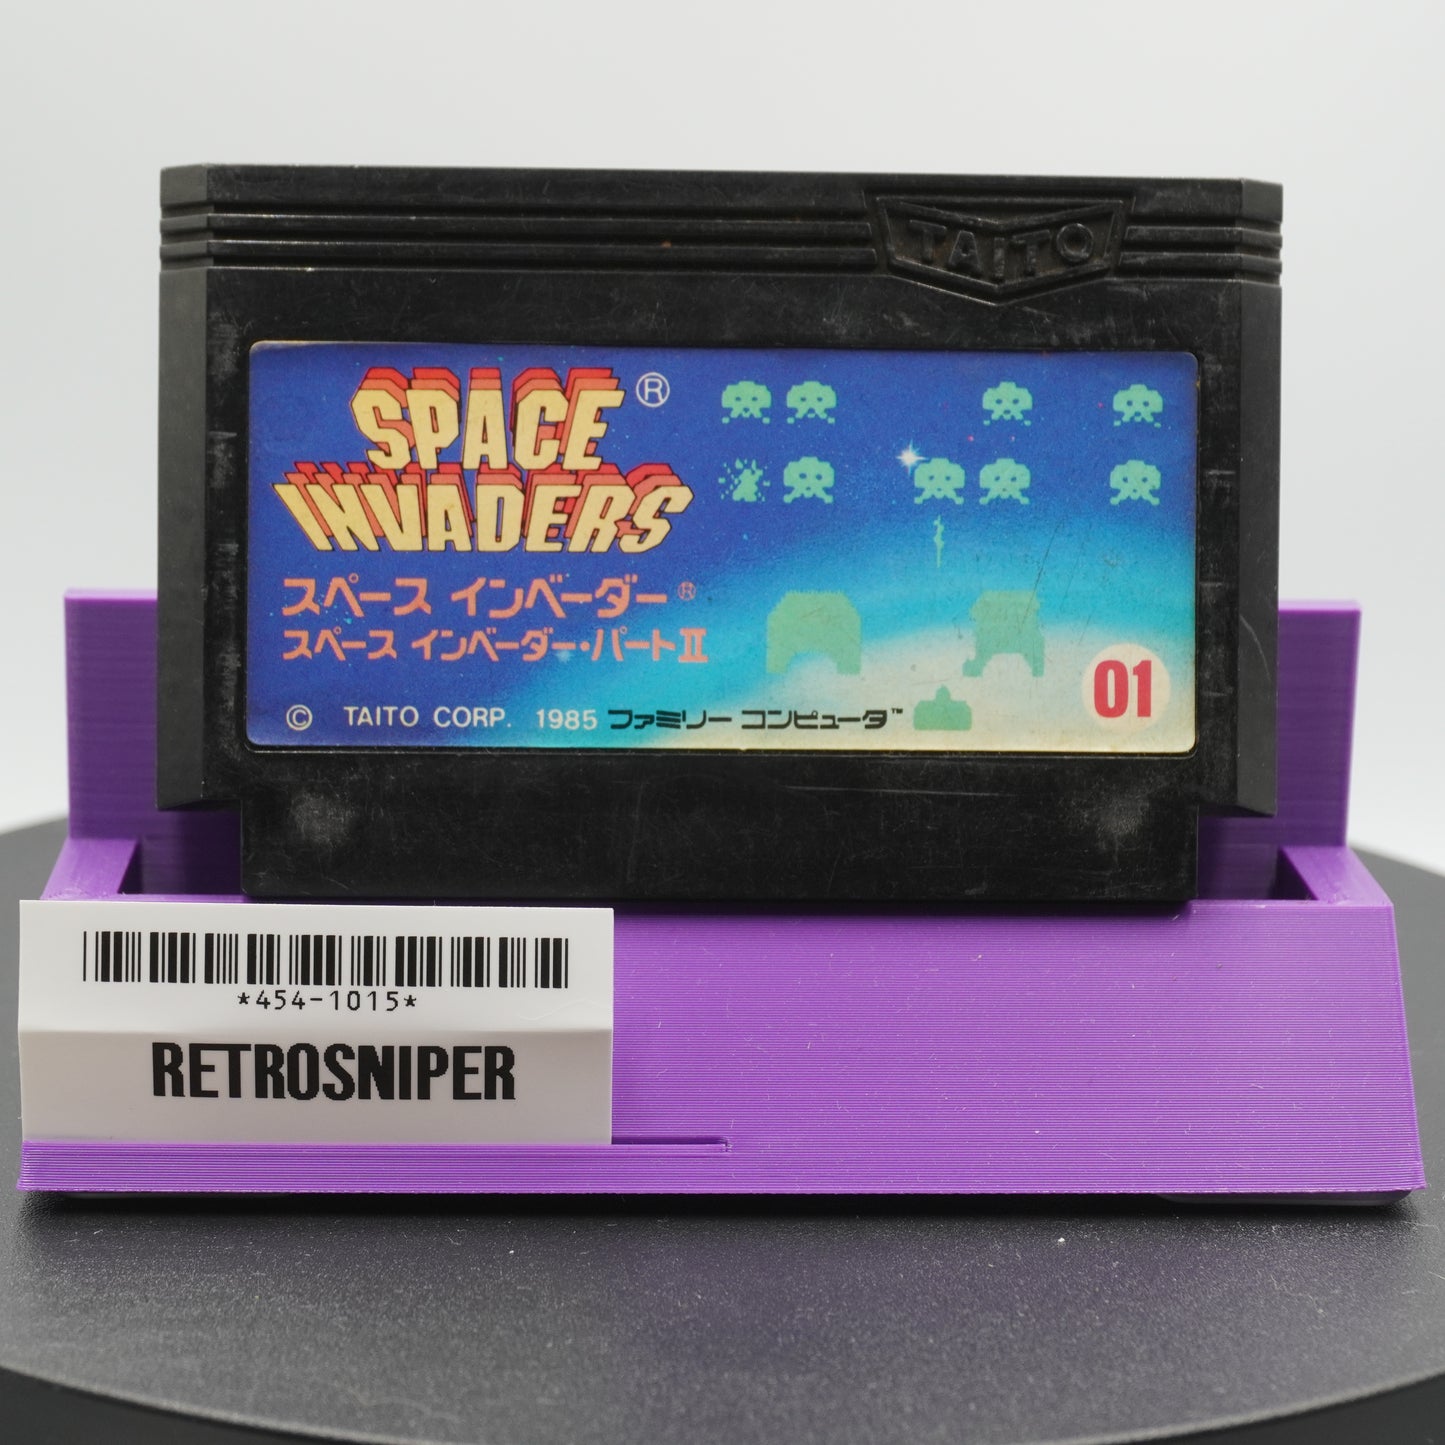 TAITO
SPACE ®
INVADERS
スペース インベーダー®
スペース インベーダー・パートII
© TAITO CORP. 1985 ファミリー コンピュータ™
01
*454-1015*
RETROSNIPER